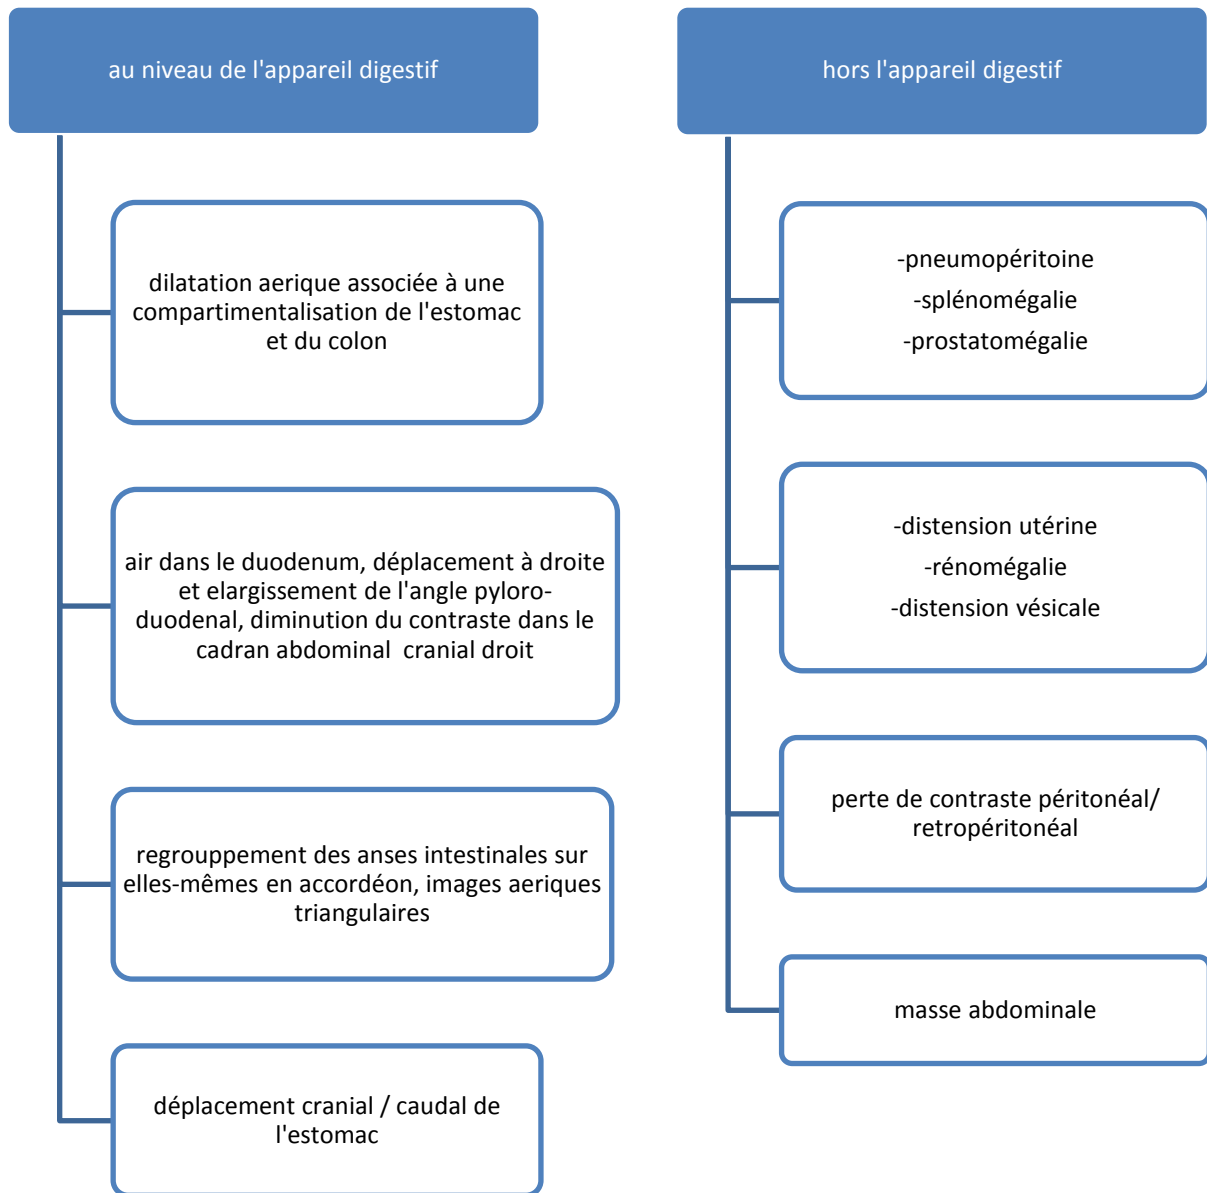 au niveau de l'appareil digestif
dilatation aerique associée à une
compartimentalisation de l'estomac
et du colon
air dans le duodenum, déplacement à droite
et elargissement de l'angle pyloro-
duodenal, diminution du contraste dans le
cadran abdominal cranial droit
regrouppement des anses intestinales sur
elles-mêmes en accordéon, images aeriques
triangulaires
déplacement cranial / caudal de
l'estomac
hors l'appareil digestif
-pneumopéritoine
-splénomégalie
-prostatomégalie
-distension utérine
-rénomégalie
-distension vésicale
perte de contraste péritonéal/
retropéritonéal
masse abdominale